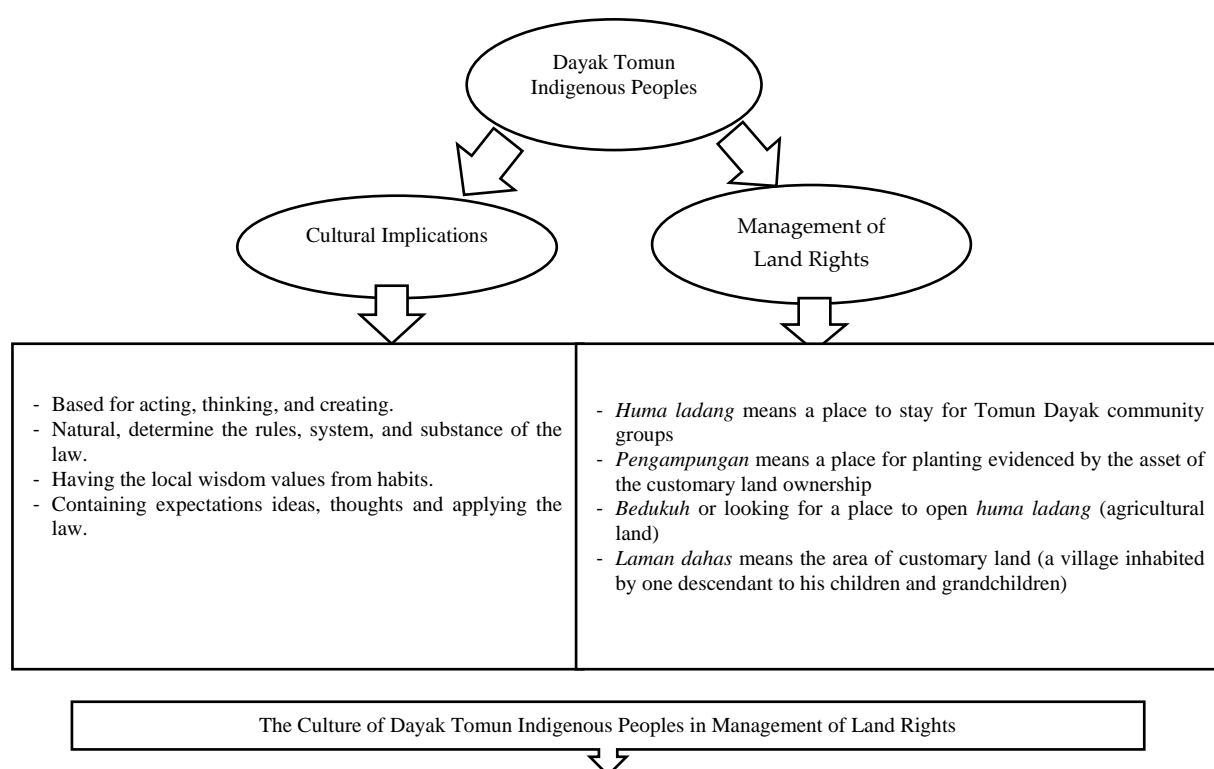 Dayak Tomun
Indigenous Peoples
Cultural Implications
Management of
Land Rights
- Based for acting, thinking, and creating.
- Natural, determine the rules, system, and substance of the
law.
- Having the local wisdom values from habits.
- Containing expectations ideas, thoughts and applying the
law.
- Huma ladang means a place to stay for Tomun Dayak community
groups
- Pengampungan means a place for planting evidenced by the asset of
the customary land ownership
- Bedukuh or looking for a place to open huma ladang (agricultural
land)
- Laman dahas means the area of customary land (a village inhabited
by one descendant to his children and grandchildren)
The Culture of Dayak Tomun Indigenous Peoples in Management of Land Rights